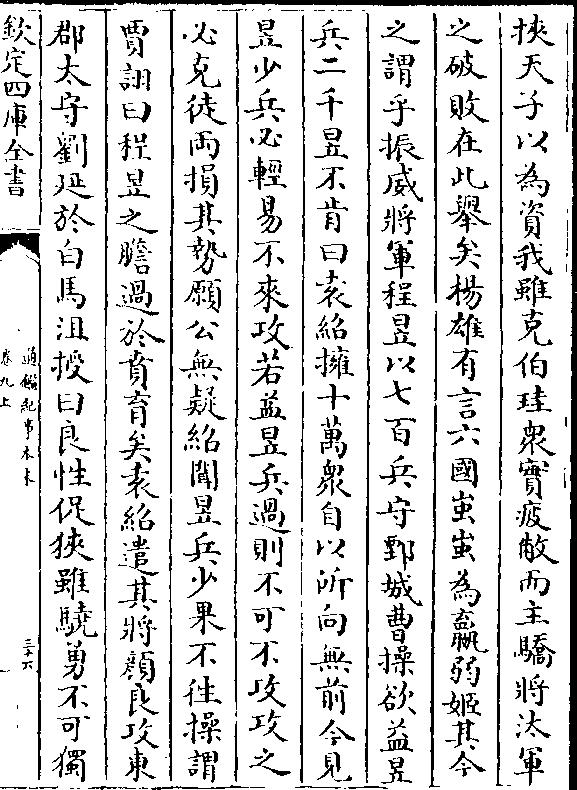 挾天子以為資我雖克伯珪衆實疲敝而主驕將汰軍
之破敗在此舉矣楊雄有言六國蚩蚩為嬴弱姬其今
之謂乎振威將軍程昱以七百兵守鄄城曹操欲益昱
兵二千昱不肯曰袁紹擁十萬衆自以所向無前今見
昱少兵必輕易不來攻若益昱兵過則不可不攻攻之
必克徒両損其勢願公無疑紹聞昱兵少果不往操謂
賈詡曰程昱之膽過於賁育矣袁紹遣其將顔良攻東
郡太守劉延於白馬沮授曰良性促狹雖驍勇不可獨
欽定四庫全書
通鑑紀事本末
卷九上
三十六